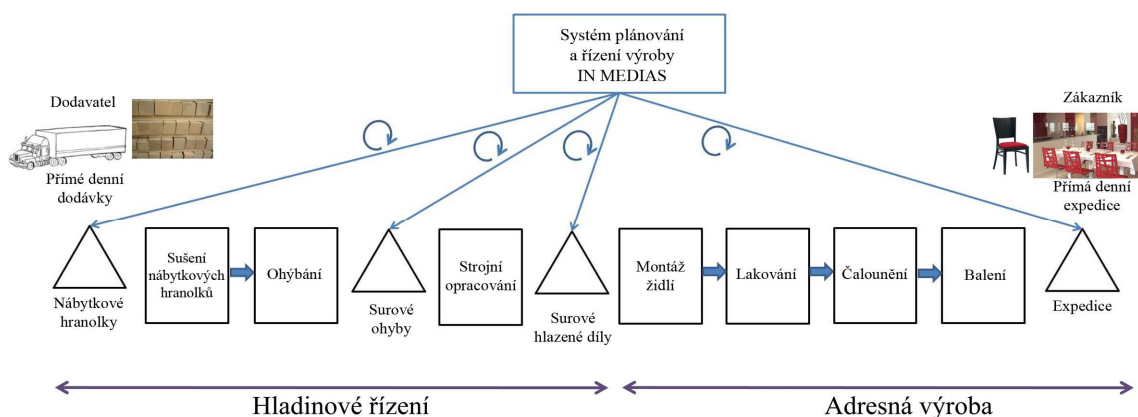 Systém plánování
a řízení výroby
IN MEDIAS
Dodavatel
Zákazník
Přímé denní
dodávky
Přímá denní
expedice
Sušení
nábytkových
hranolků
Ohýbání
Strojní
opracování
Montáž
židlí
Lakování
Čalounění
Balení
Nábytkové
hranolky
Surové
ohyby
Surové
hlazené díly
Expedice
Hladinové řízení
Adresná výroba